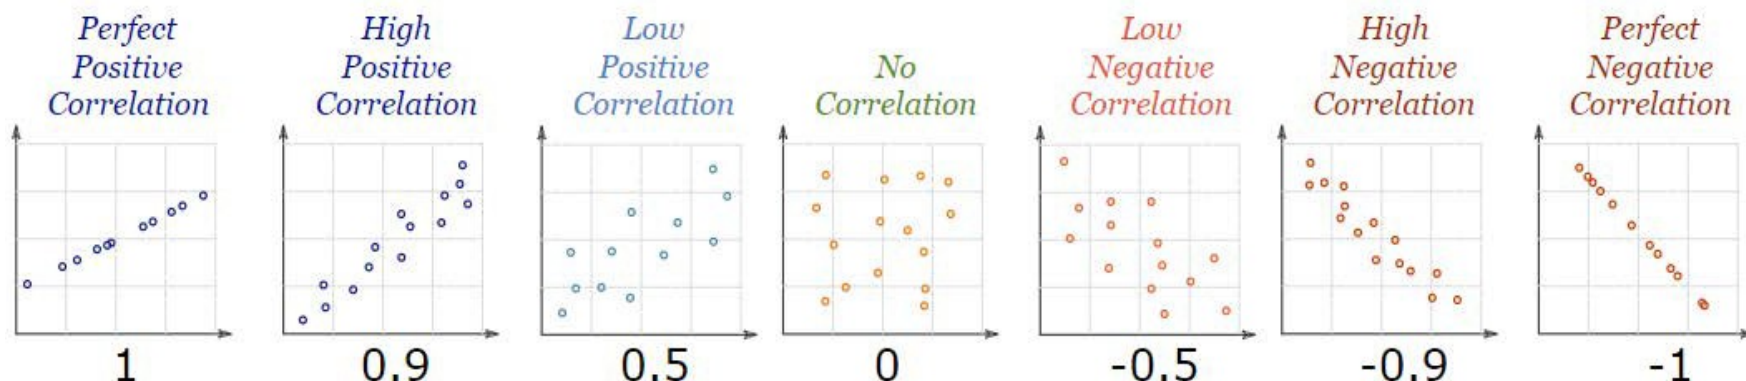 Perfect
Positive
Correlation
High
Positive
Correlation
Low
Positive
Correlation
No
Correlation
Low
Negative
Correlation
High
Negative
Correlation
Perfect
Negative
Correlation
1
0.9
0.5
0
-0.5
-0.9
-1